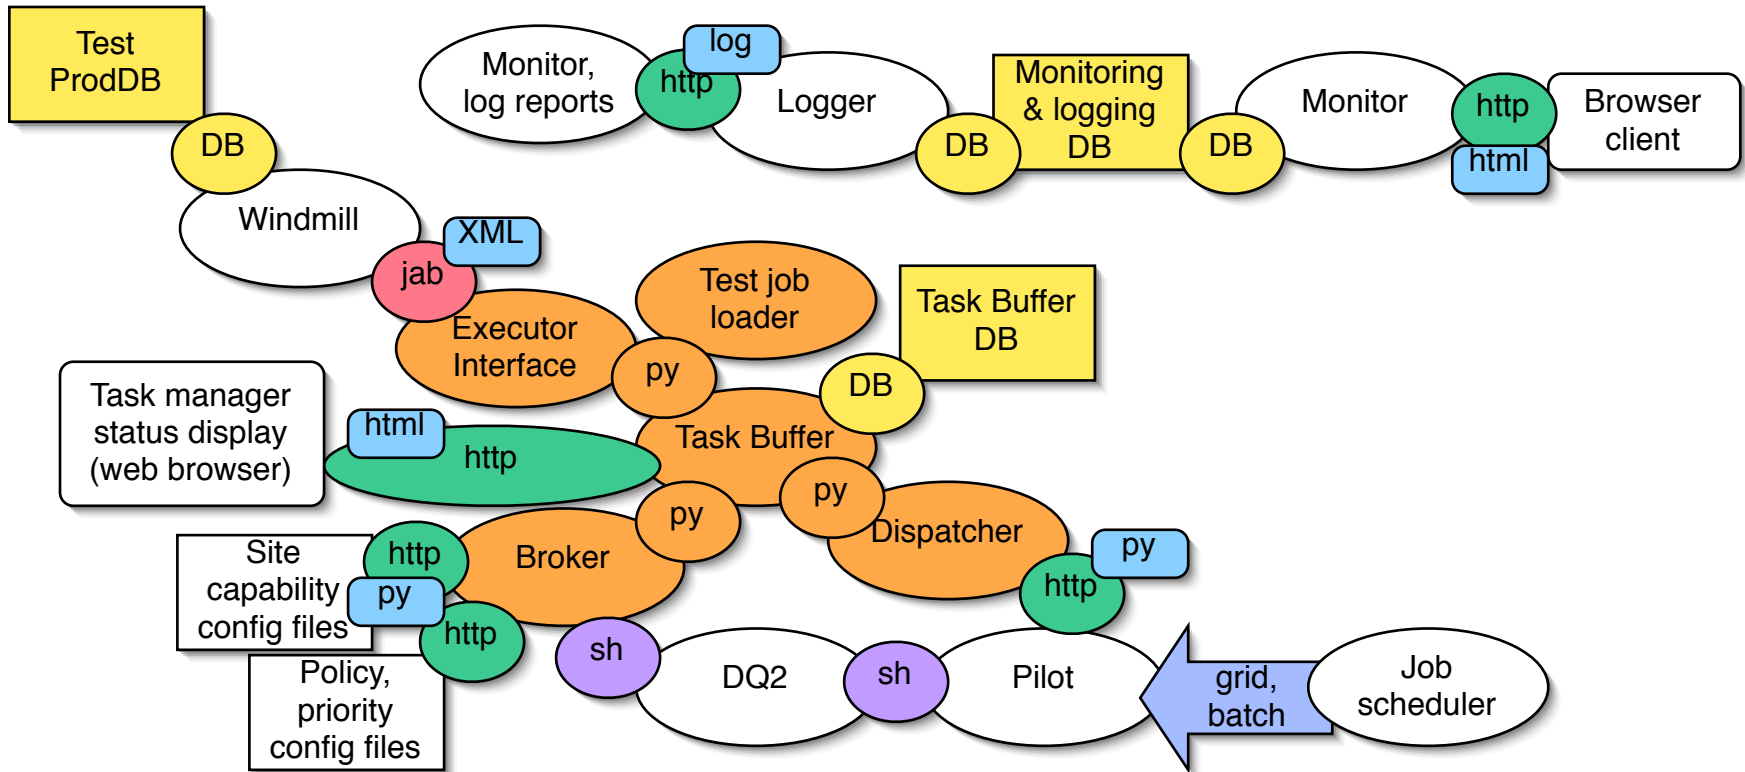 Test
ProdDB
DB
Windmill
jab
XML
Monitor,
log reports
http
log
Logger
DB
Monitoring
& logging
DB
DB
Monitor
http
html
Browser
client
Executor
Interface
Test job
loader
py
Task Buffer
DB
DB
Task Buffer
Task manager
status display
(web browser)
html
http
py
py
Dispatcher
http
py
Site
capability
config files
http
py
http
Broker
Policy,
priority
config files
sh
DQ2
sh
Pilot
grid,
batch
Job
scheduler